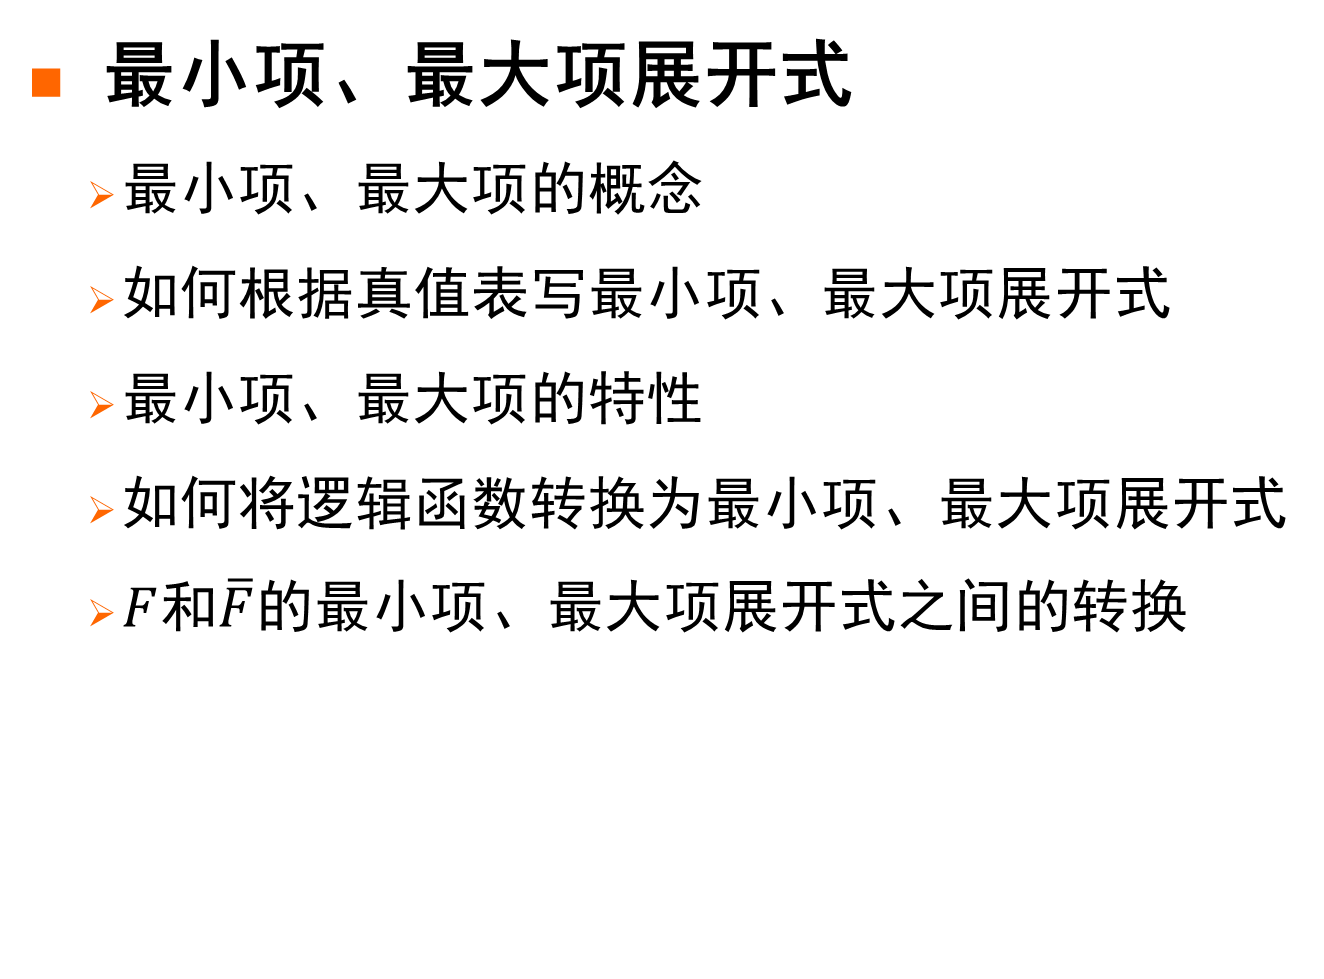 ■ 最小项、最大项展开式
➢最小项、最大项的概念
➢如何根据真值表写最小项、最大项展开式
➢最小项、最大项的特性
➢如何将逻辑函数转换为最小项、最大项展开式
➢F和F̅的最小项、最大项展开式之间的转换